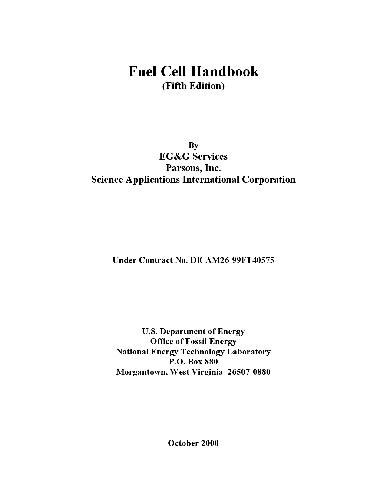 Fuel Cell Handbook
(Fifth Edition)
By
EG&G Services
Parsons, Inc.
Science Applications International Corporation
Under Contract No. DE-AM26-99FT40575
U.S. Department of Energy
Office of Fossil Energy
National Energy Technology Laboratory
P.O. Box 880
Morgantown, West Virginia 26507-0880
October 2000